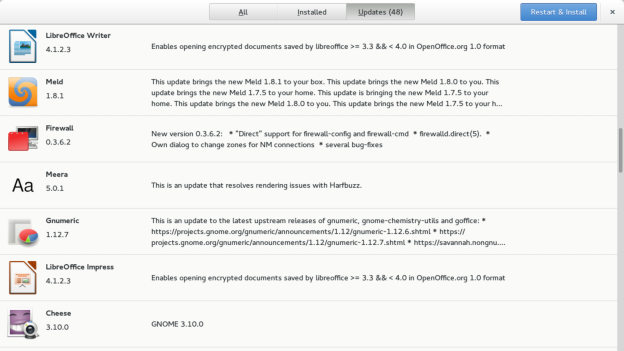 All
Installed
Updates (48)
Restart & Install
×
LibreOffice Writer
4.1.2.3
Enables opening encrypted documents saved by libreoffice >= 3.3 && < 4.0 in OpenOffice.org 1.0 format
Meld
1.8.1
This update brings the new Meld 1.8.1 to your box. This update brings the new Meld 1.8.0 to you. This
update brings the new Meld 1.7.5 to your home. This update is bringing the new Meld 1.7.5 to your
home. This update brings the new Meld 1.8.0 to you. This update brings the new Meld 1.7.5 to your h...
Firewall
0.3.6.2
New version 0.3.6.2: * "Direct" support for firewall-config and firewall-cmd * firewalld.direct(5). *
Own dialog to change zones for NM connections * several bug-fixes
Aa
Meera
5.0.1
This is an update that resolves rendering issues with Harfbuzz.
Gnumeric
1.12.7
This is an update to the latest upstream releases of gnumeric, gnome-chemistry-utils and goffice: *
https://projects.gnome.org/gnumeric/announcements/1.12/gnumeric-1.12.6.shtml * https://
projects.gnome.org/gnumeric/announcements/1.12/gnumeric-1.12.7.shtml * https://savannah.nongnu....
LibreOffice Impress
4.1.2.3
Enables opening encrypted documents saved by libreoffice >= 3.3 && < 4.0 in OpenOffice.org 1.0 format
Cheese
3.10.0
GNOME 3.10.0